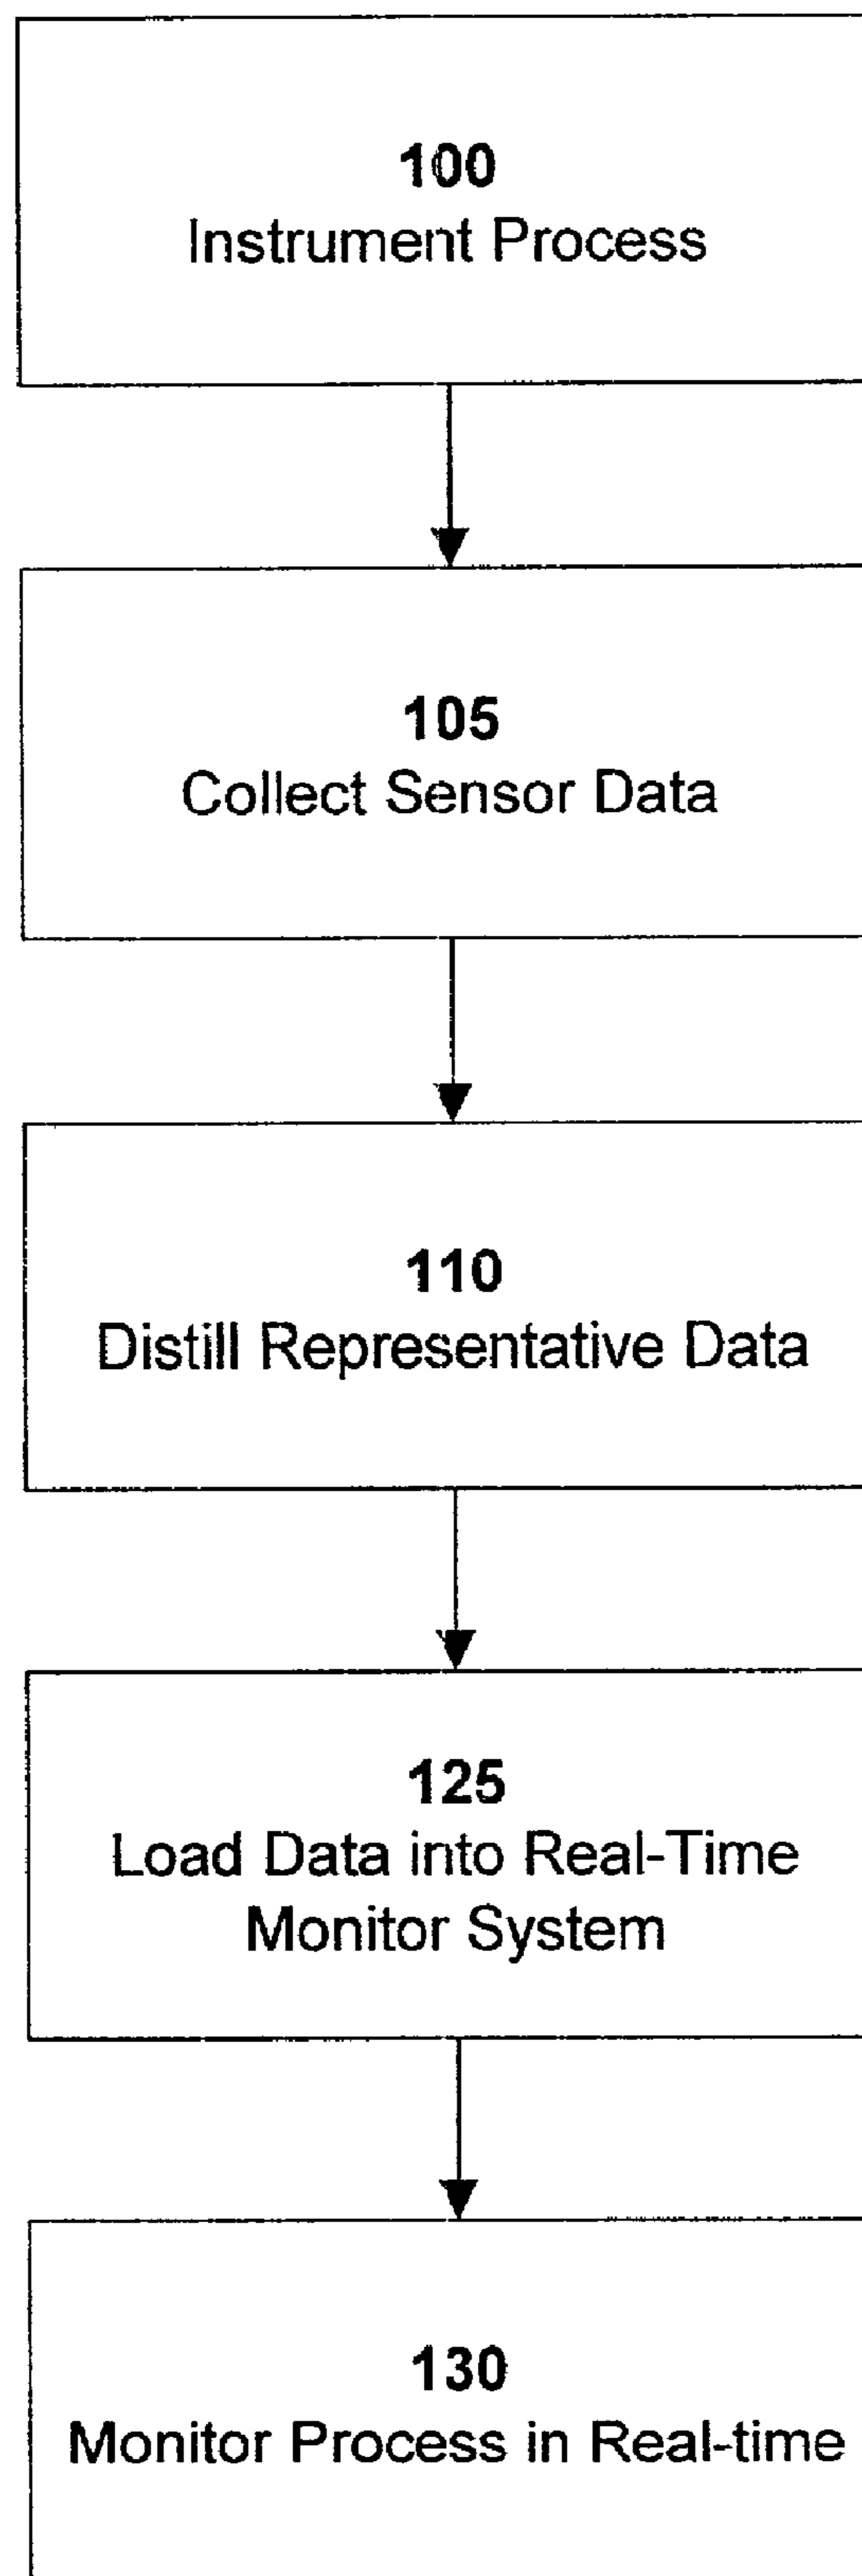 100
Instrument Process
105
Collect Sensor Data
110
Distill Representative Data
125
Load Data into Real-Time
Monitor System
130
Monitor Process in Real-time